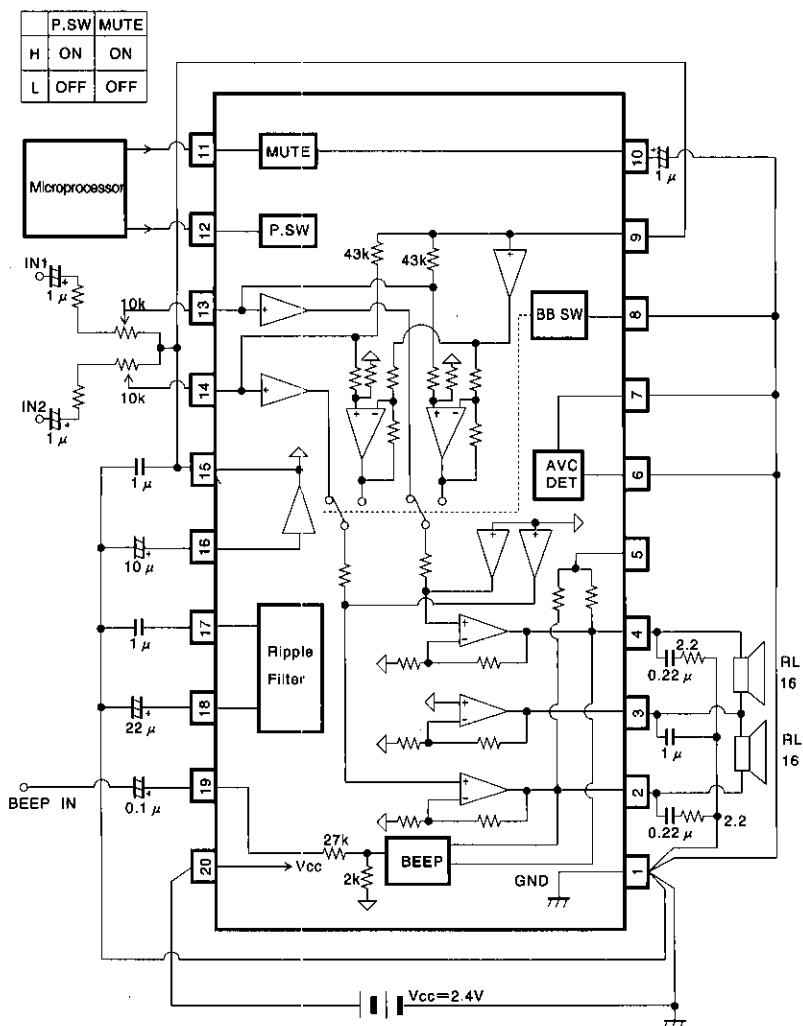 P.SW MUTE
H ON ON
L OFF OFF
Microprocessor
11
MUTE
10
1 μ
12
P.SW
9
IN1
1 μ
10k
13
43k
43k
BB SW
8
14
10k
IN2
1 μ
7
15
1 μ
AVC
DET
6
16
10 μ
5
17
1 μ
Ripple
Filter
4
2.2
0.22 μ
RL
16
18
22 μ
3
1 μ
RL
16
19
BEEP IN
0.1 μ
2
0.22 μ
2.2
27k
BEEP
20
Vcc
2k
GND
1
Vcc=2.4V
+
+
+
+
+
+
+
+
+
+
+
-
+
-
+
+
+
-
+
-
+
-